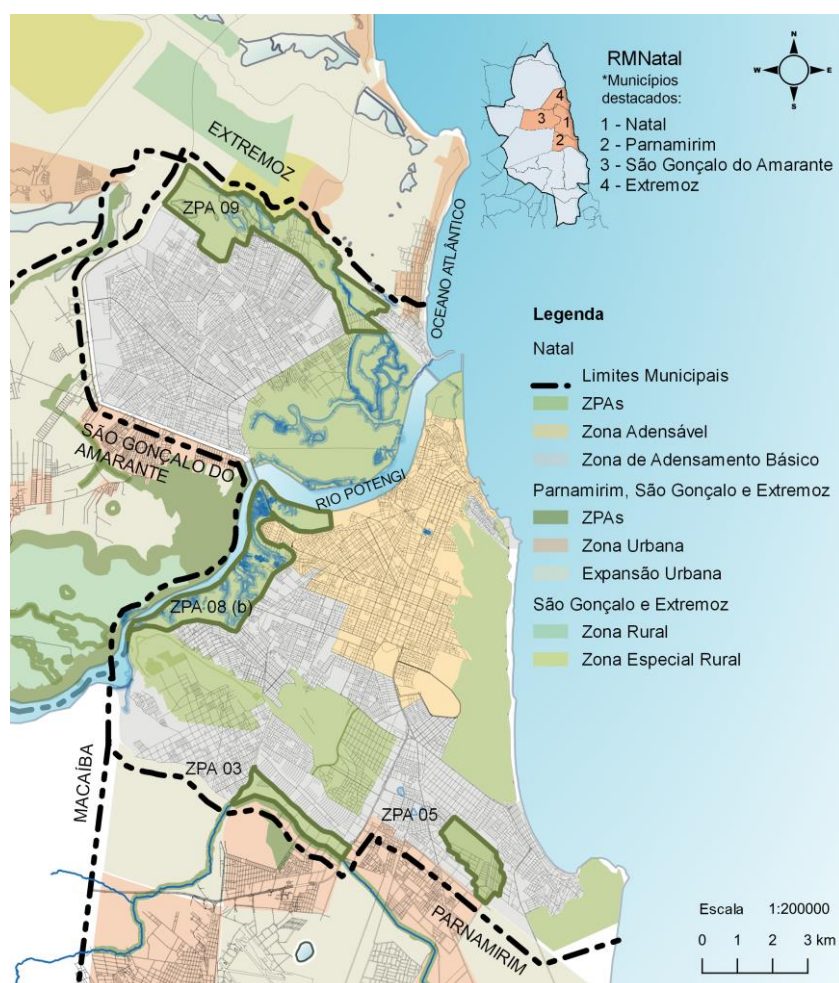 N
W E
S
RMNatal
*Municípios
destacados:
1 - Natal
2 - Parnamirim
3 - São Gonçalo do Amarante
4 - Extremoz
4
3
1
2
EXTREMOZ
ZPA 09
OCEANO ATLÂNTICO
SÃO GONÇALO DO
AMARANTE
RIO POTENGI
ZPA 08 (b)
MACAÍBA
ZPA 03
ZPA 05
PARNAMIRIM
Legenda
Natal
Limites Municipais
ZPAs
Zona Adensável
Zona de Adensamento Básico
Parnamirim, São Gonçalo e Extremoz
ZPAs
Zona Urbana
Expansão Urbana
São Gonçalo e Extremoz
Zona Rural
Zona Especial Rural
Escala 1:200000
0 1 2 3 km